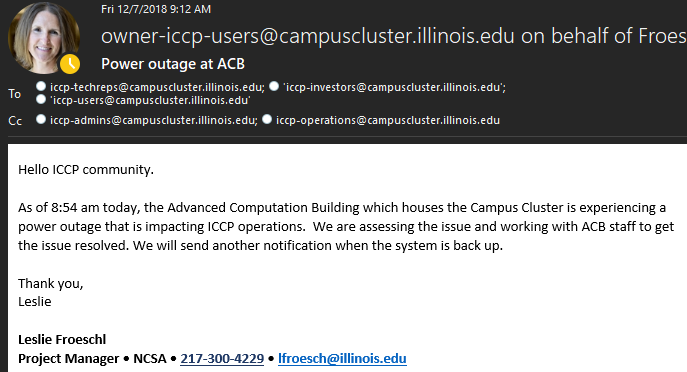 Fri 12/7/2018 9:12 AM
owner-iccp-users@campuscluster.illinois.edu on behalf of Froes
Power outage at ACB
To iccp-techreps@campuscluster.illinois.edu; 'iccp-investors@campuscluster.illinois.edu';
'iccp-users@campuscluster.illinois.edu'
Cc iccp-admins@campuscluster.illinois.edu; iccp-operations@campuscluster.illinois.edu
Hello ICCP community.
As of 8:54 am today, the Advanced Computation Building which houses the Campus Cluster is experiencing a
power outage that is impacting ICCP operations.  We are assessing the issue and working with ACB staff to get
the issue resolved. We will send another notification when the system is back up.
Thank you,
Leslie
Leslie Froeschl
Project Manager • NCSA • 217-300-4229 • lfroesch@illinois.edu